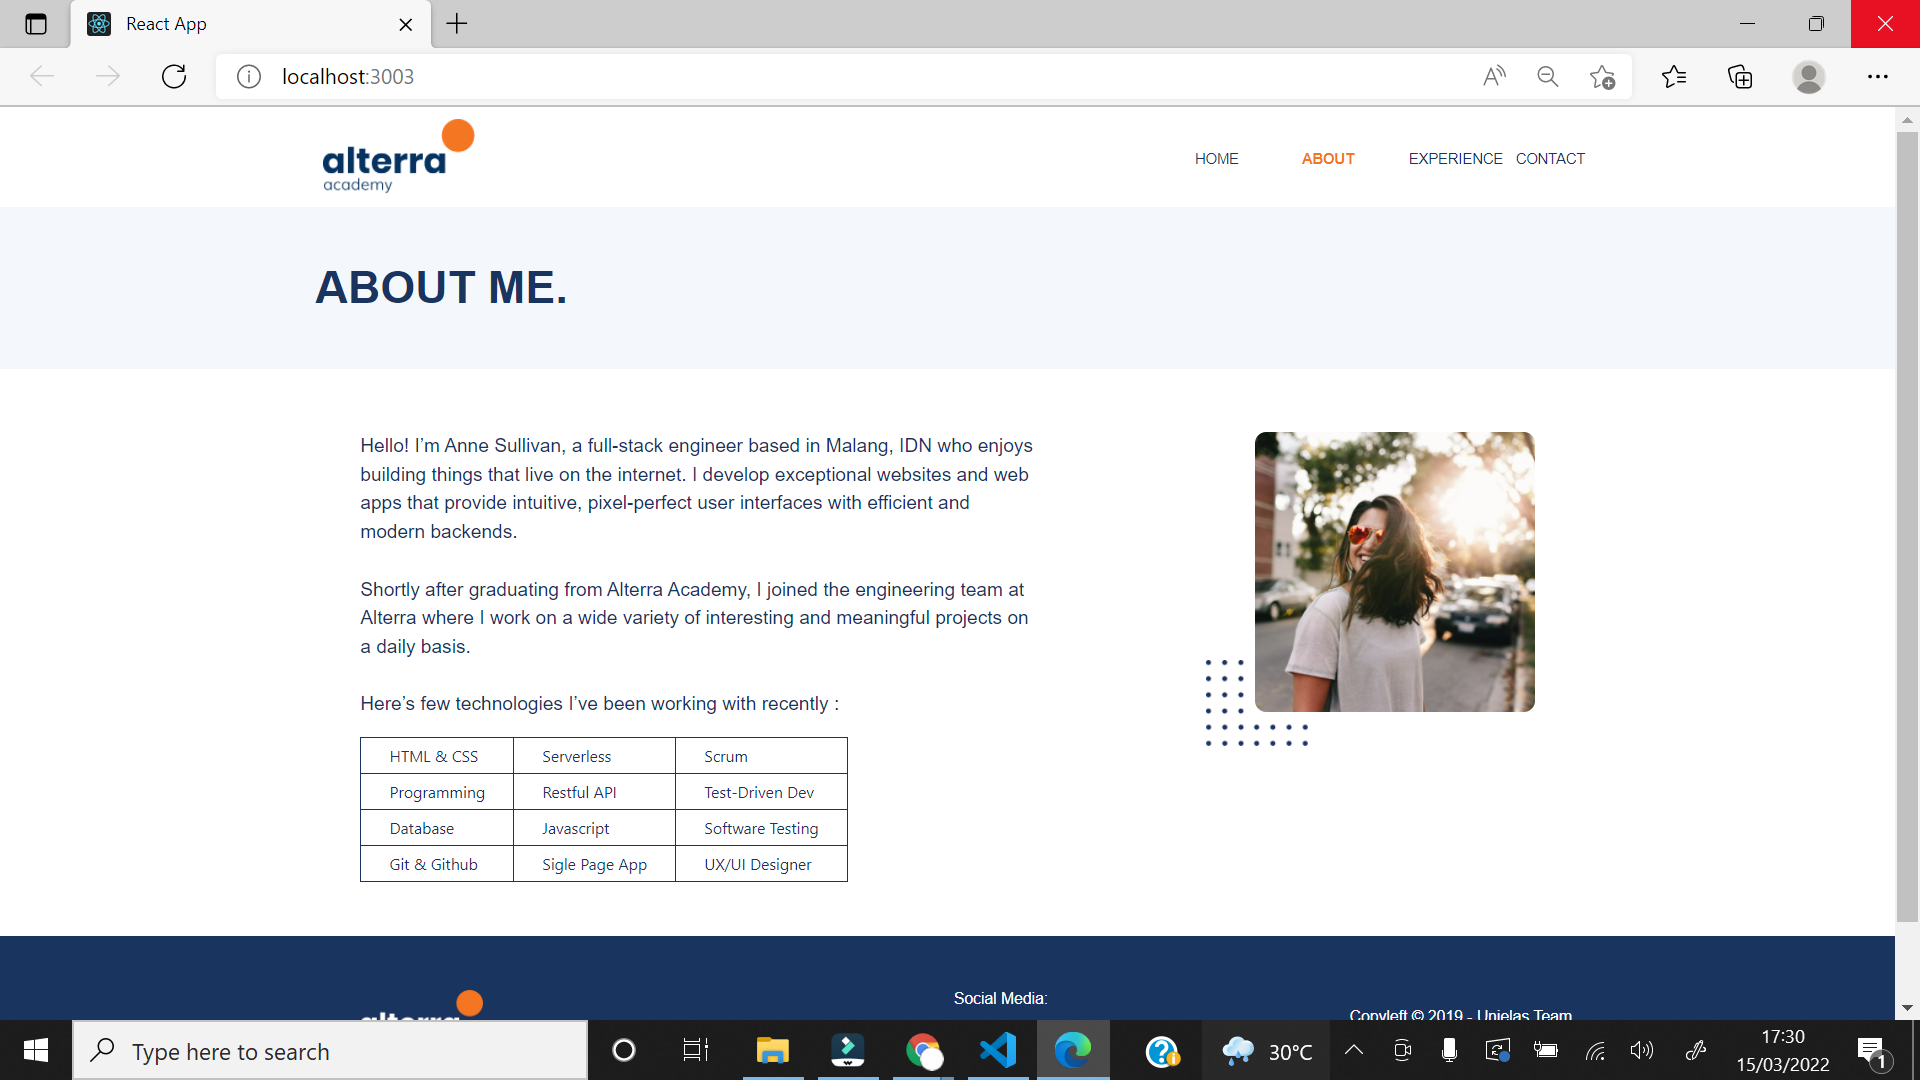 React App
localhost:3003
alterra
academy
HOME ABOUT EXPERIENCE CONTACT
ABOUT ME.
Hello! I’m Anne Sullivan, a full-stack engineer based in Malang, IDN who enjoys
building things that live on the internet. I develop exceptional websites and web
apps that provide intuitive, pixel-perfect user interfaces with efficient and
modern backends.
Shortly after graduating from Alterra Academy, I joined the engineering team at
Alterra where I work on a wide variety of interesting and meaningful projects on
a daily basis.
Here’s few technologies I’ve been working with recently :
HTML & CSS Serverless Scrum
Programming Restful API Test-Driven Dev
Database Javascript Software Testing
Git & Github Sigle Page App UX/UI Designer
Social Media:
alterra
Copyleft © 2019 - Unjelas Team
Type here to search
30°C
17:30
15/03/2022
1